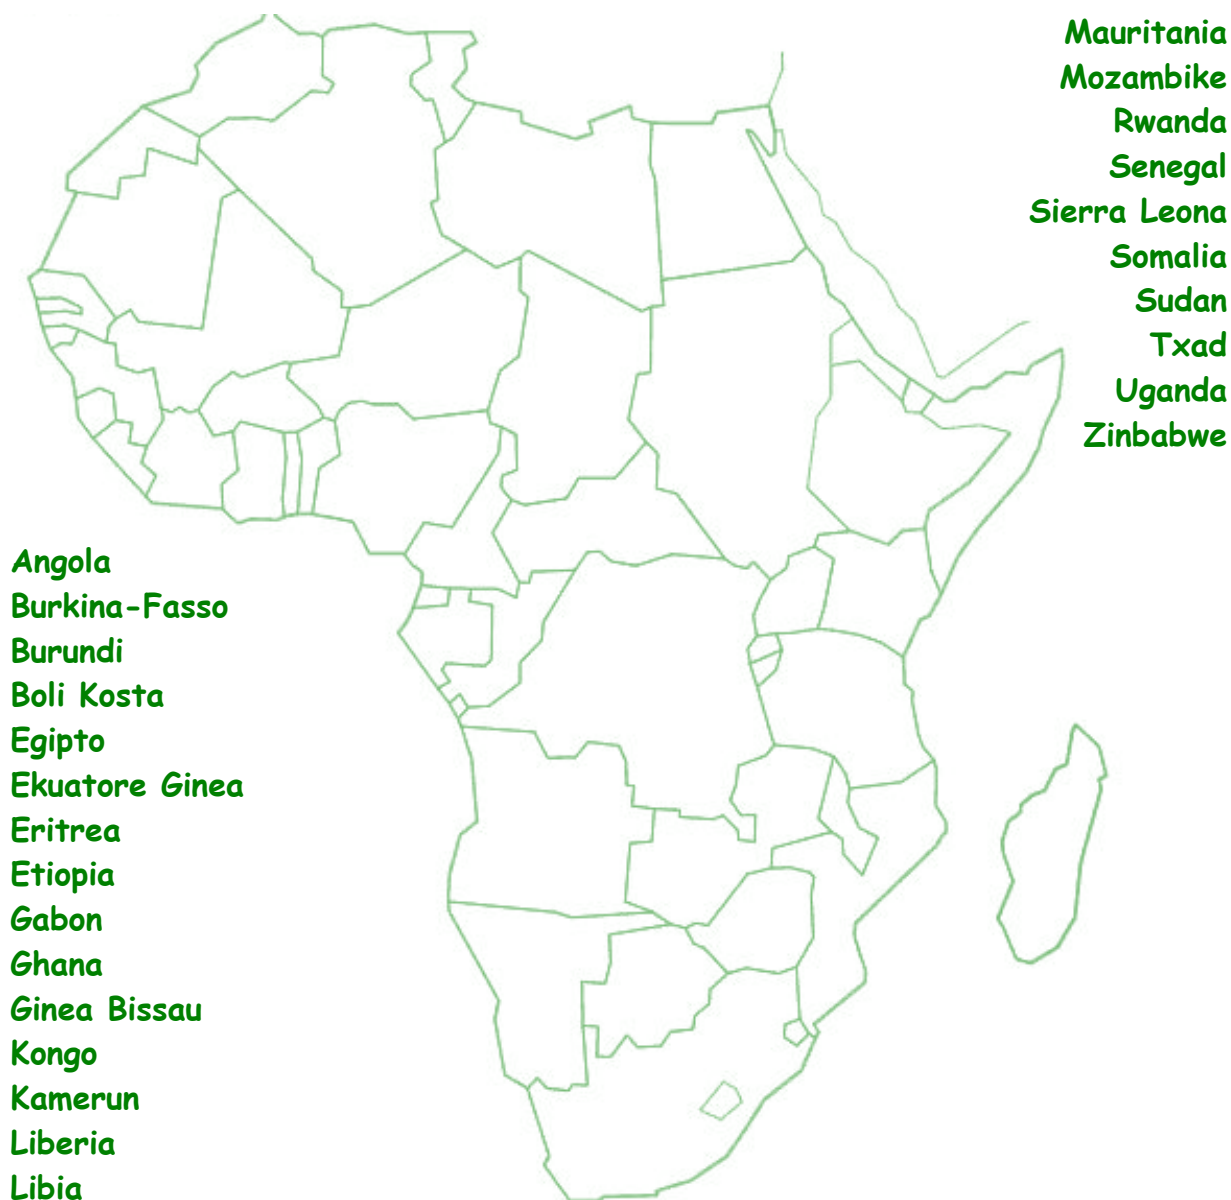 Mauritania
Mozambike
Rwanda
Senegal
Sierra Leona
Somalia
Sudan
Txad
Uganda
Zinbabwe
Angola
Burkina-Fasso
Burundi
Boli Kosta
Egipto
Ekuatore Ginea
Eritrea
Etiopia
Gabon
Ghana
Ginea Bissau
Kongo
Kamerun
Liberia
Libia